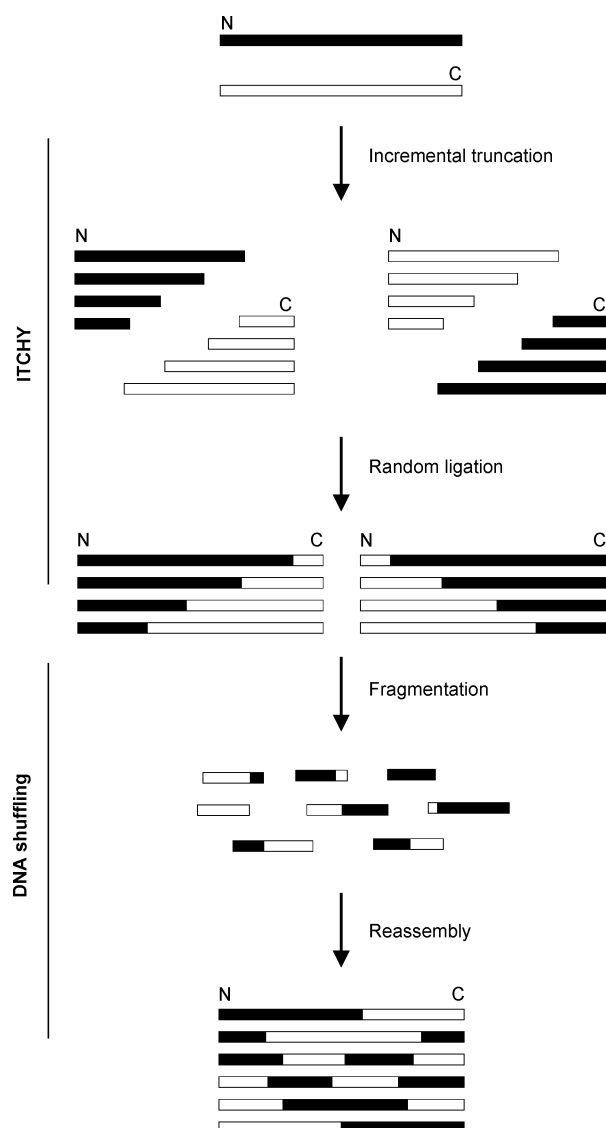 N
C
Incremental truncation
N
N
C
C
ITCHY
Random ligation
N
C
N
C
Fragmentation
DNA shuffling
Reassembly
N
C